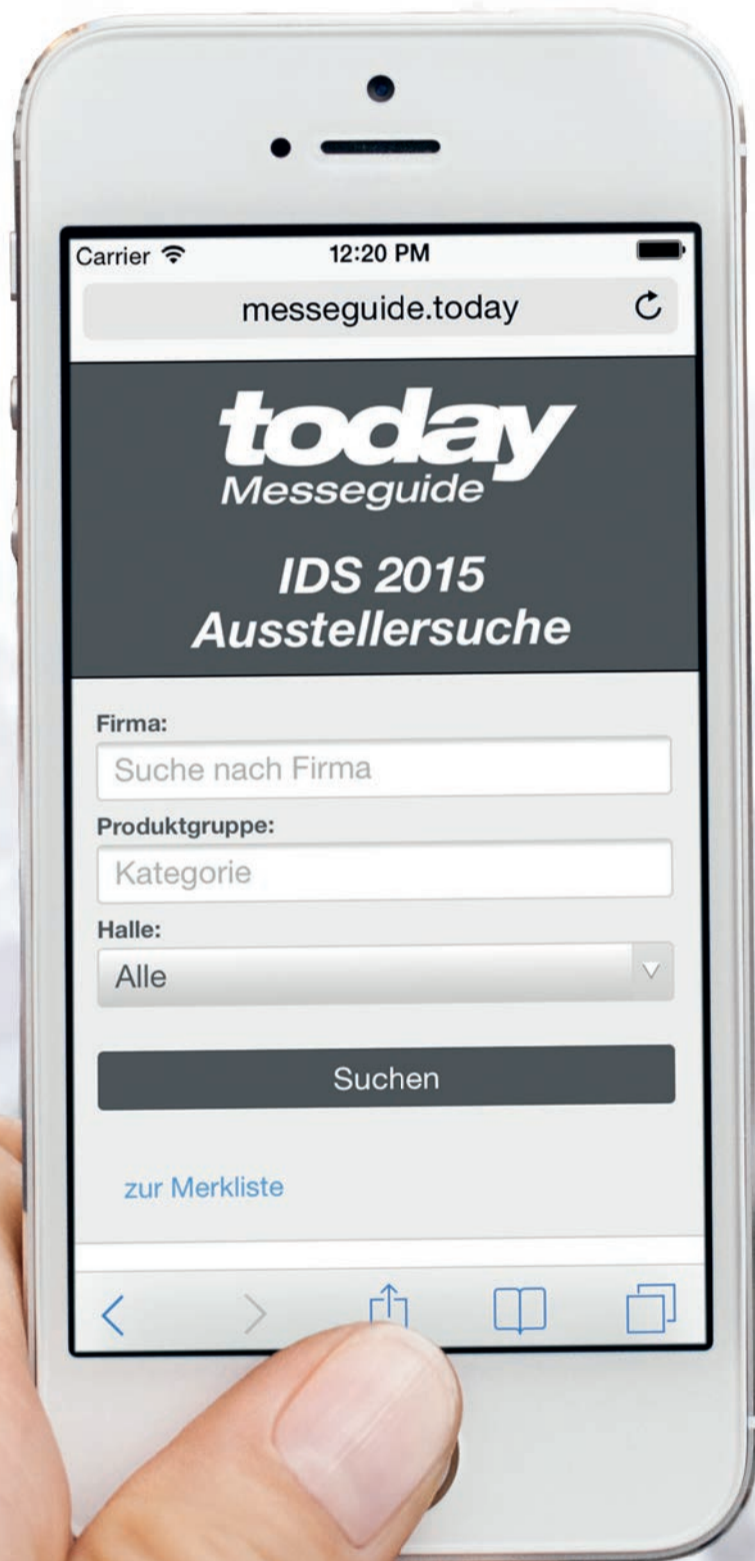 Carrier 12:20 PM
messeguide.today
today
Messeguide
IDS 2015
Ausstellersuche
Firma:
Suche nach Firma
Produktgruppe:
Kategorie
Halle:
Alle
Suchen
zur Merkliste